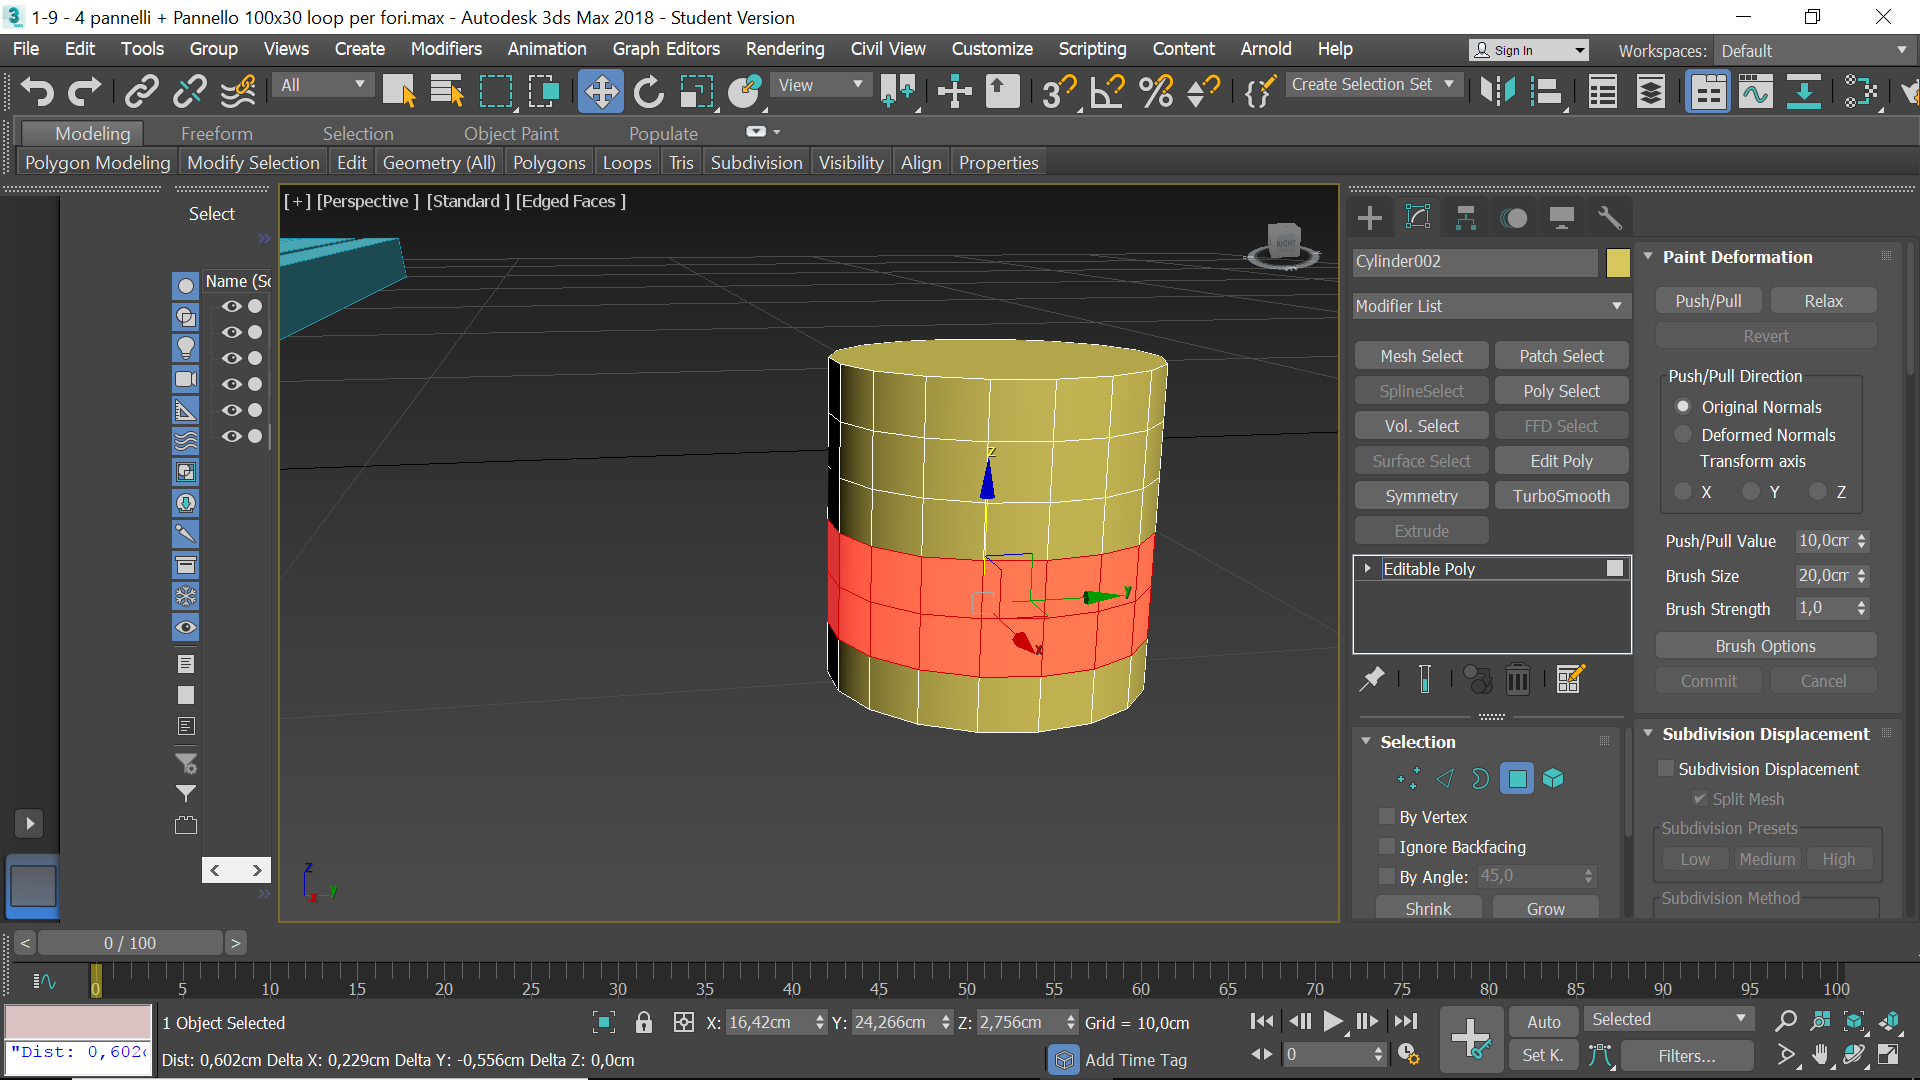 1-9 - 4 pannelli + Pannello 100x30 loop per fori.max - Autodesk 3ds Max 2018 - Student Version
File Edit Tools Group Views Create Modifiers Animation Graph Editors Rendering Civil View Customize Scripting Content Arnold Help Sign In Workspaces: Default
All View Create Selection Set
Modeling Freeform Selection Object Paint Populate
Polygon Modeling Modify Selection Edit Geometry (All) Polygons Loops Tris Subdivision Visibility Align Properties
Select
Name (Sc
[ + ] [Perspective ] [Standard ] [Edged Faces ]
RIGHT
z
y
x
z
y
x
Cylinder002
Modifier List
Mesh Select Patch Select
SplineSelect Poly Select
Vol. Select FFD Select
Surface Select Edit Poly
Symmetry TurboSmooth
Extrude
Editable Poly
Selection
By Vertex
Ignore Backfacing
By Angle: 45,0
Shrink Grow
Paint Deformation
Push/Pull Relax
Revert
Push/Pull Direction
Original Normals
Deformed Normals
Transform axis
X Y Z
Push/Pull Value 10,0cm
Brush Size 20,0cm
Brush Strength 1,0
Brush Options
Commit Cancel
Subdivision Displacement
Subdivision Displacement
Split Mesh
Subdivision Presets
Low Medium High
Subdivision Method
< 0 / 100 >
0 5 10 15 20 25 30 35 40 45 50 55 60 65 70 75 80 85 90 95 100
1 Object Selected X: 16,42cm Y: 24,266cm Z: 2,756cm Grid = 10,0cm Auto Selected
"Dist: 0,602c Dist: 0,602cm Delta X: 0,229cm Delta Y: -0,556cm Delta Z: 0,0cm Add Time Tag 0 Set K. Filters...